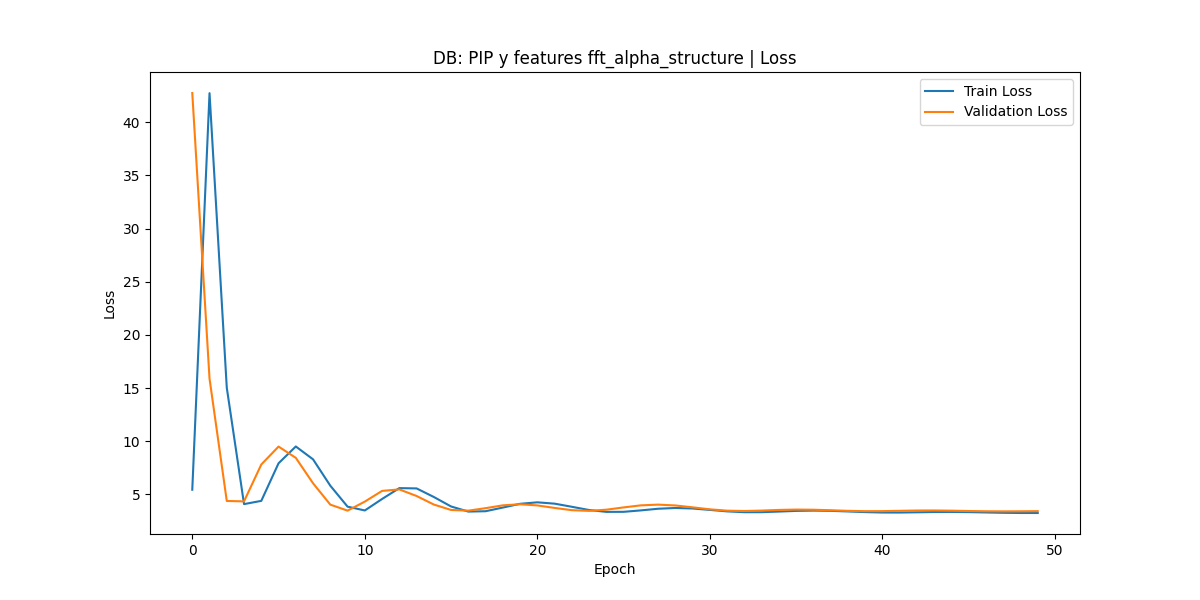 DB: PIP y features fft_alpha_structure | Loss
Train Loss
Validation Loss
40
35
30
25
20
15
10
5
Loss
0 10 20 30 40 50
Epoch